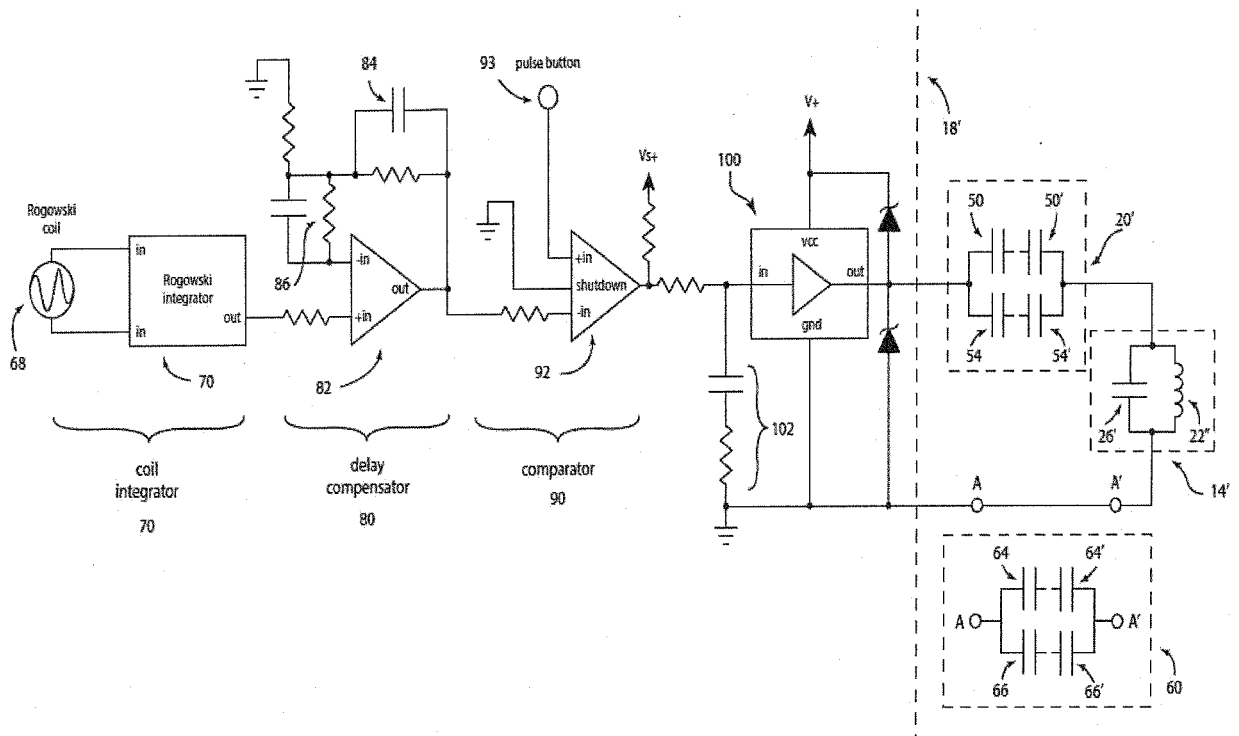 93
pulse button
84
V+
18'
Vs+
100
50
50'
20'
Rogowski
coil
in
Rogowski
integrator
in
out
68
70
86
-in
out
+in
82
+in
shutdown
-in
92
vcc
in
out
gnd
54
54'
26'
22"
14'
102
A
A'
coil
integrator
70
delay
compensator
80
comparator
90
64
64'
A
A'
66
66'
60